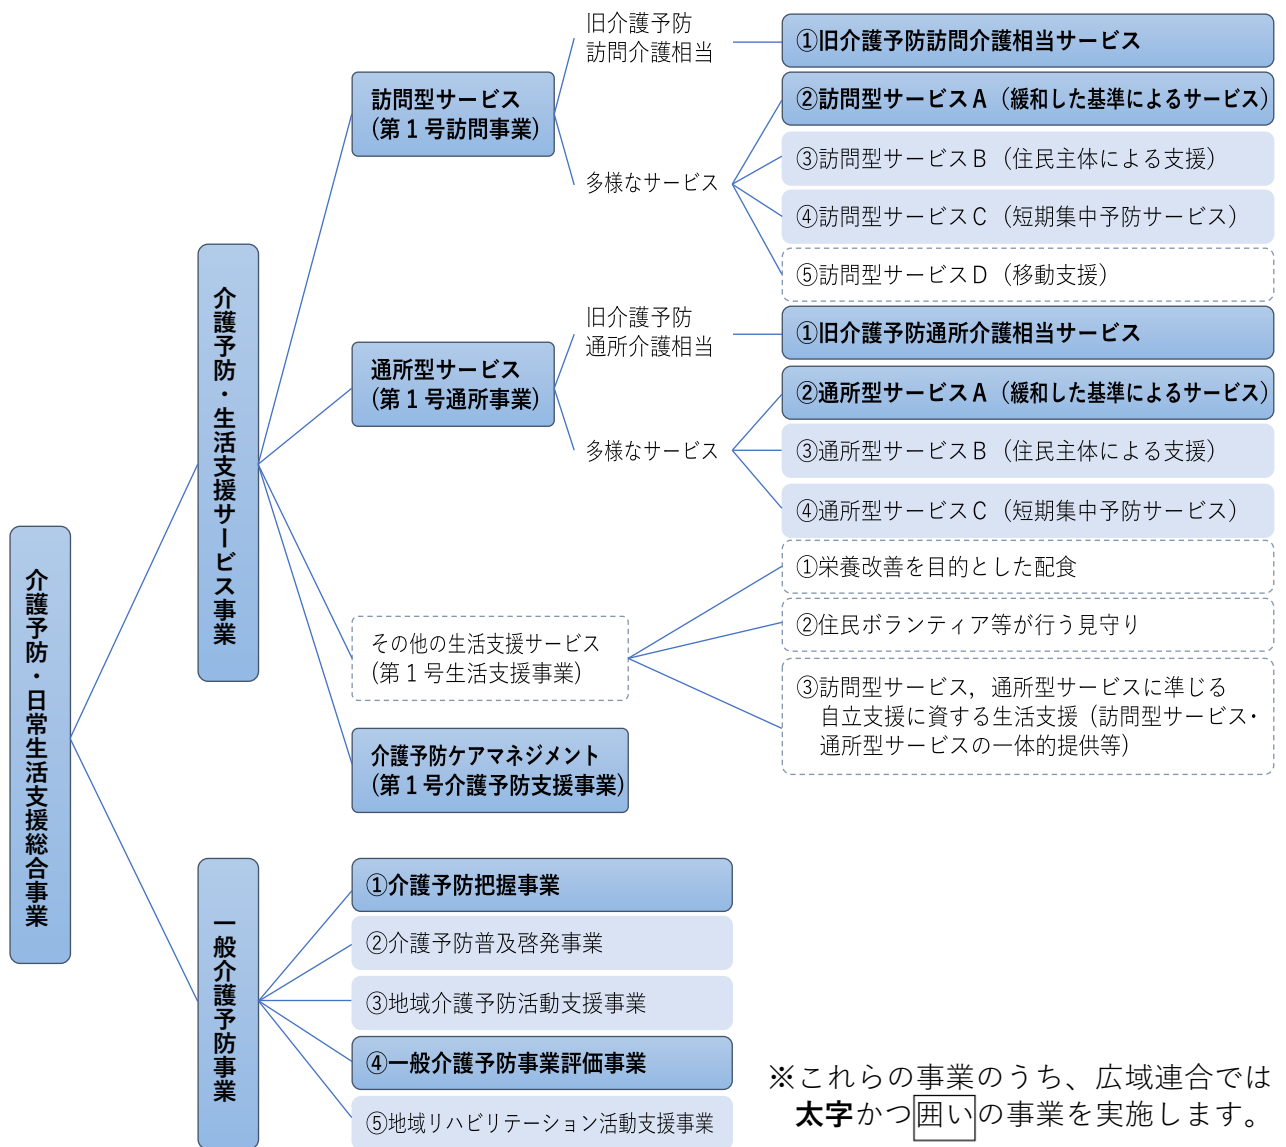 介護予防・日常生活支援総合事業
介護予防・生活支援サービス事業
訪問型サービス
(第１号訪問事業)
旧介護予防
訪問介護相当
①旧介護予防訪問介護相当サービス
多様なサービス
②訪問型サービスＡ（緩和した基準によるサービス）
③訪問型サービスＢ（住民主体による支援）
④訪問型サービスＣ（短期集中予防サービス）
⑤訪問型サービスＤ（移動支援）
通所型サービス
(第１号通所事業)
旧介護予防
通所介護相当
①旧介護予防通所介護相当サービス
多様なサービス
②通所型サービスＡ（緩和した基準によるサービス）
③通所型サービスＢ（住民主体による支援）
④通所型サービスＣ（短期集中予防サービス）
その他の生活支援サービス
(第１号生活支援事業)
①栄養改善を目的とした配食
②住民ボランティア等が行う見守り
③訪問型サービス，通所型サービスに準じる
自立支援に資する生活支援（訪問型サービス・
通所型サービスの一体的提供等）
介護予防ケアマネジメント
(第１号介護予防支援事業)
一般介護予防事業
①介護予防把握事業
②介護予防普及啓発事業
③地域介護予防活動支援事業
④一般介護予防事業評価事業
⑤地域リハビリテーション活動支援事業
※これらの事業のうち、広域連合では
太字かつ囲いの事業を実施します。